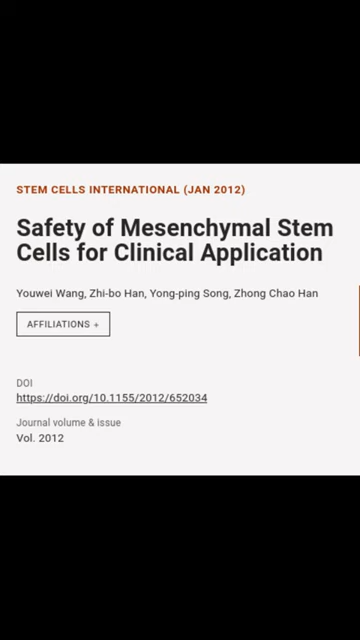 STEM CELLS INTERNATIONAL (JAN 2012)
Safety of Mesenchymal Stem
Cells for Clinical Application
Youwei Wang, Zhi-bo Han, Yong-ping Song, Zhong Chao Han
AFFILIATIONS +
DOI
https://doi.org/10.1155/2012/652034
Journal volume & issue
Vol. 2012